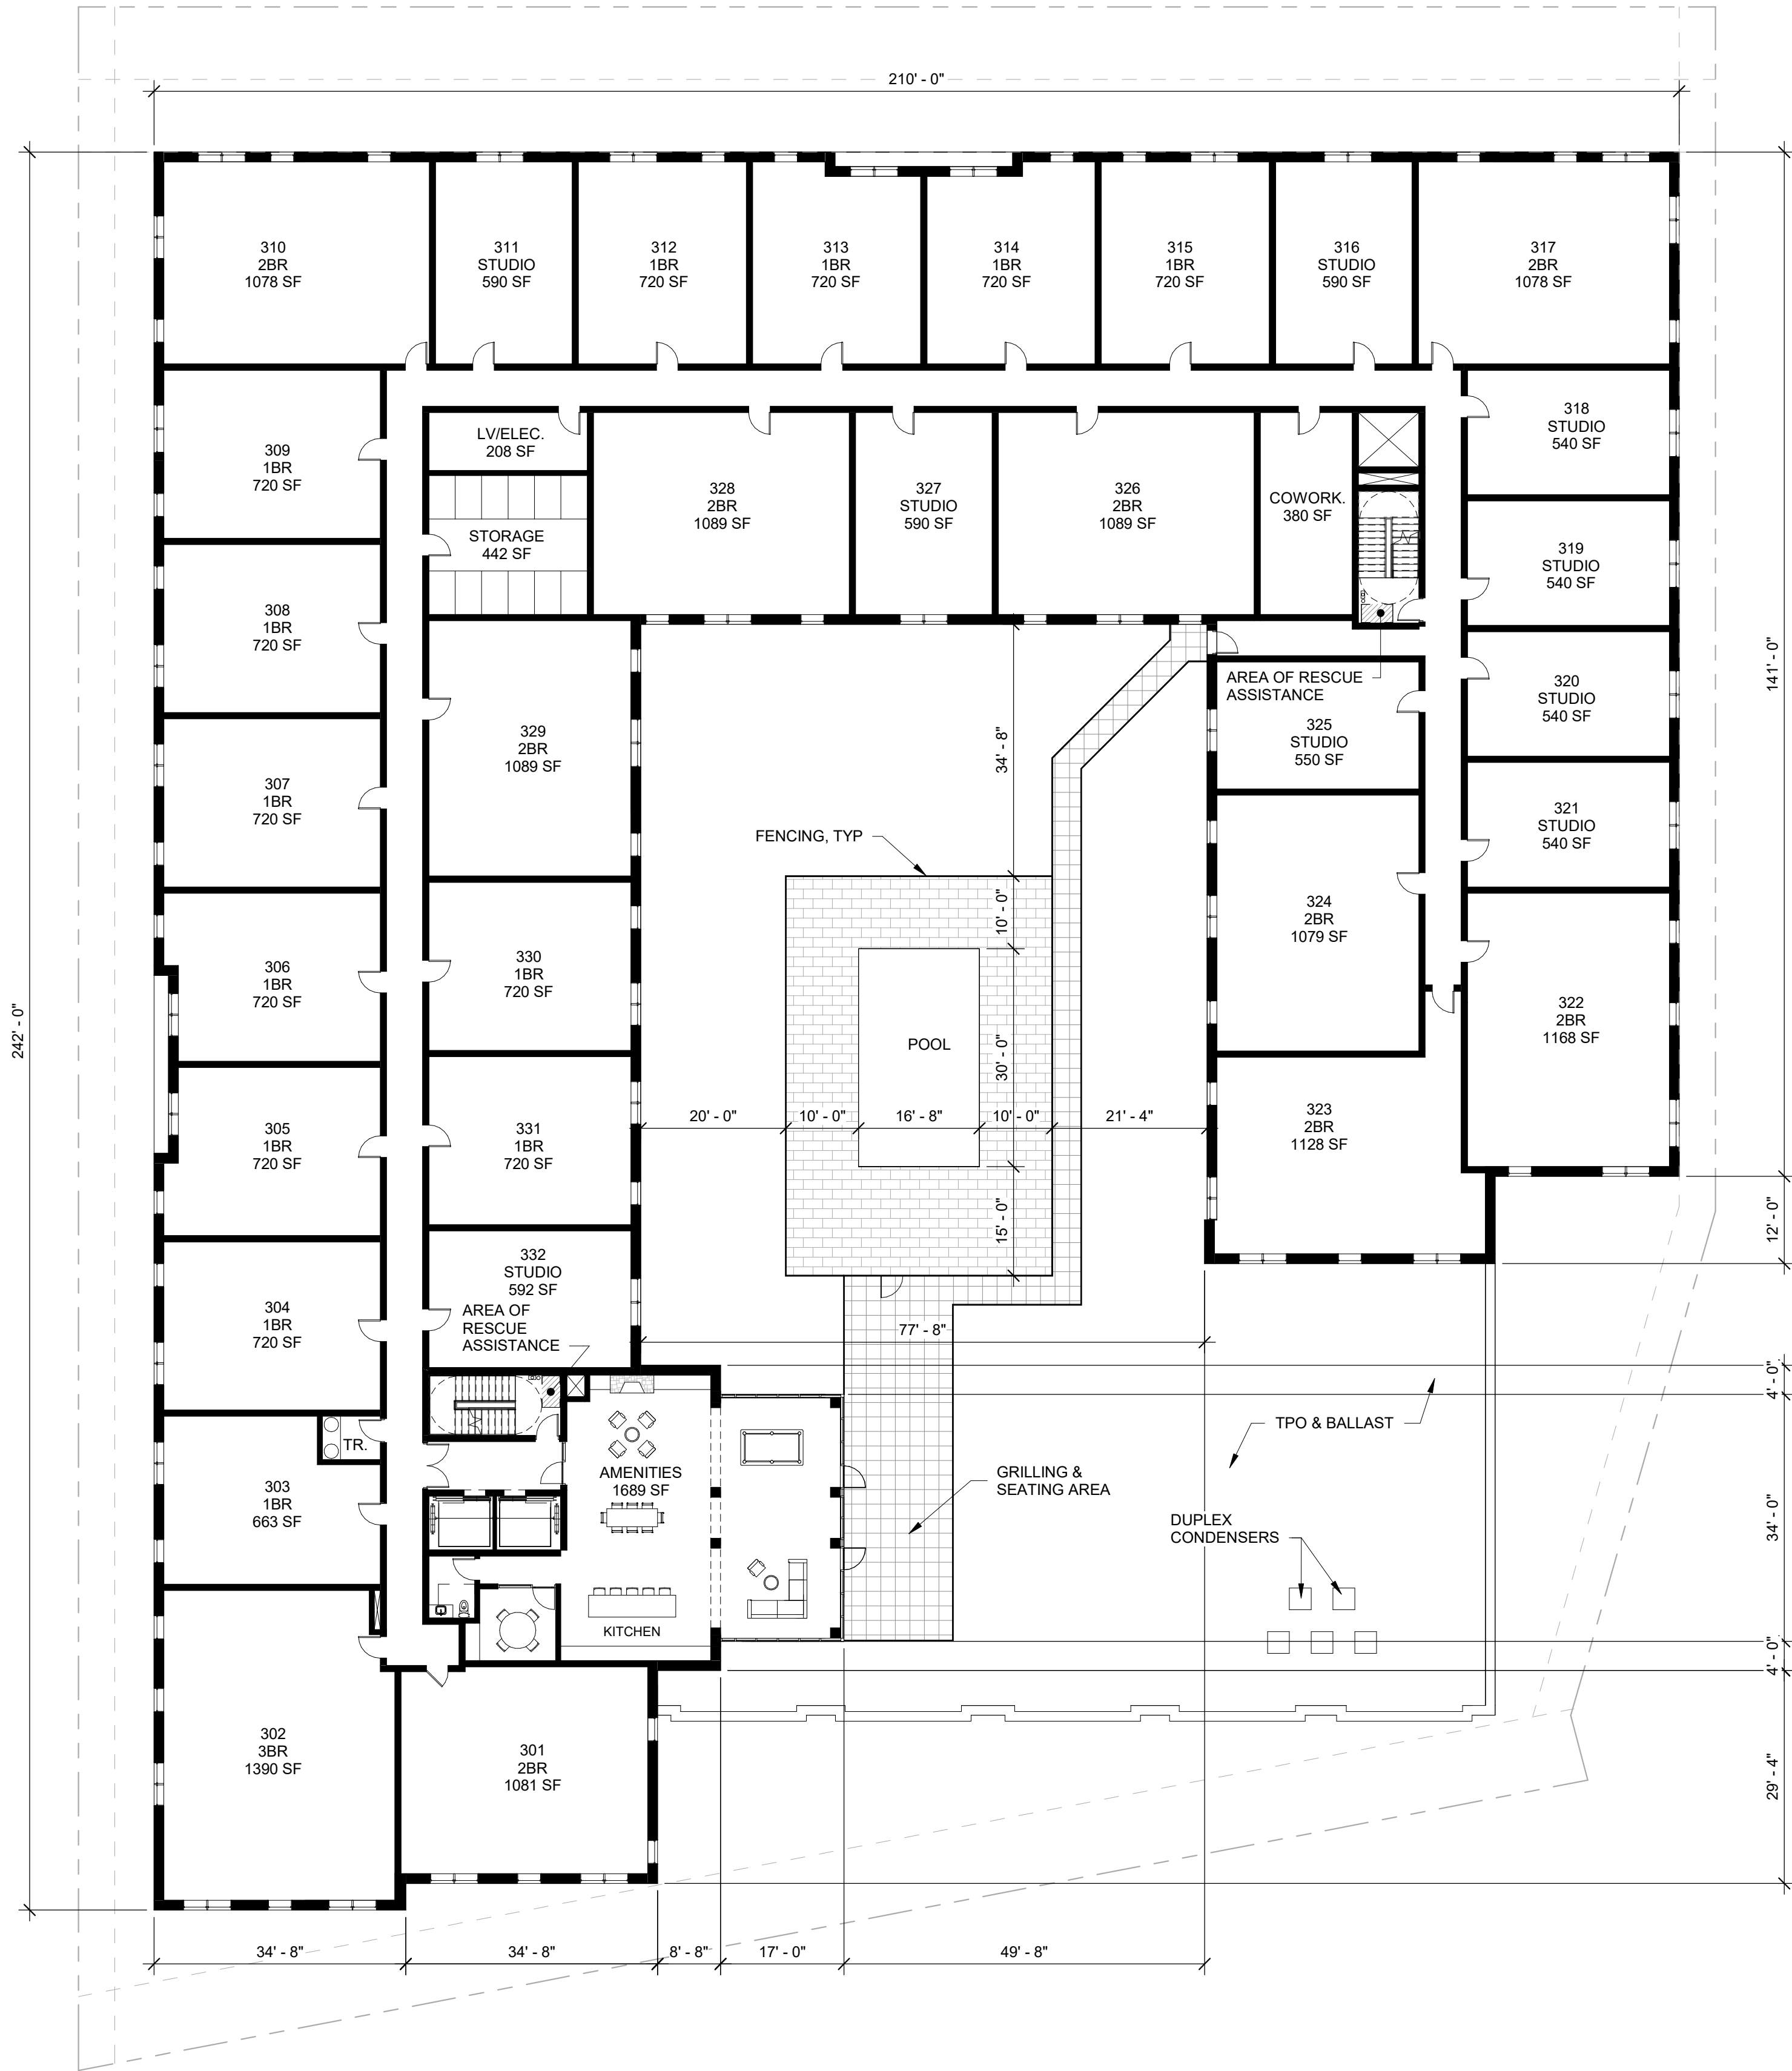 210' - 0"
310
2BR
1078 SF
311
STUDIO
590 SF
312
1BR
720 SF
313
1BR
720 SF
314
1BR
720 SF
315
1BR
720 SF
316
STUDIO
590 SF
317
2BR
1078 SF
309
1BR
720 SF
LV/ELEC.
208 SF
STORAGE
442 SF
328
2BR
1089 SF
327
STUDIO
590 SF
326
2BR
1089 SF
COWORK.
380 SF
318
STUDIO
540 SF
319
STUDIO
540 SF
308
1BR
720 SF
320
STUDIO
540 SF
141' - 0"
AREA OF RESCUE
ASSISTANCE
325
STUDIO
550 SF
329
2BR
1089 SF
34' - 8"
307
1BR
720 SF
321
STUDIO
540 SF
FENCING, TYP
10' - 0"
324
2BR
1079 SF
306
1BR
720 SF
330
1BR
720 SF
322
2BR
1168 SF
242' - 0"
POOL
30' - 0"
20' - 0"
10' - 0"
16' - 8"
10' - 0"
21' - 4"
323
2BR
1128 SF
305
1BR
720 SF
331
1BR
720 SF
15' - 0"
12' - 0"
332
STUDIO
592 SF
AREA OF
RESCUE
ASSISTANCE
304
1BR
720 SF
77' - 8"
4' - 0"
TPO & BALLAST
TR.
303
1BR
663 SF
AMENITIES
1689 SF
GRILLING &
SEATING AREA
DUPLEX
CONDENSERS
34' - 0"
KITCHEN
4' - 0"
302
3BR
1390 SF
301
2BR
1081 SF
29' - 4"
34' - 8"
34' - 8"
8' - 8"
17' - 0"
49' - 8"